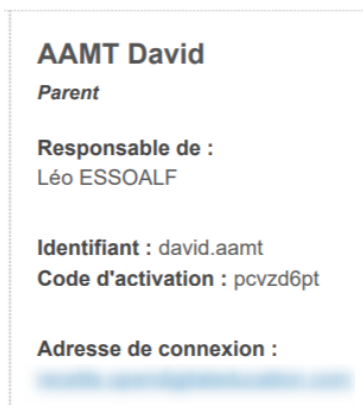 AAMT David
Parent
Responsable de :
Léo ESSOALF
Identifiant : david.aamt
Code d'activation : pcvzd6pt
Adresse de connexion :